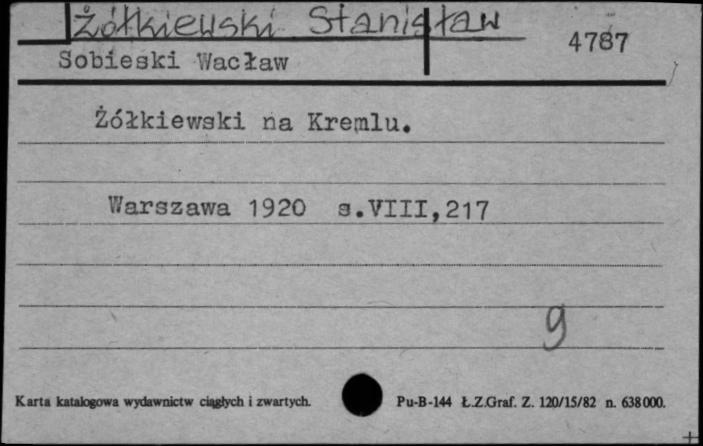 Żółkiewski Stanisław
4787
Sobieski Wacław
Żółkiewski na Kremlu.
Warszawa 1920 s.VIII,217
9
Karta katalogowa wydawnictw ciągłych i zwartych.
Pu-B-144 Ł.Z.Graf. Z. 120/15/82 n. 638000.